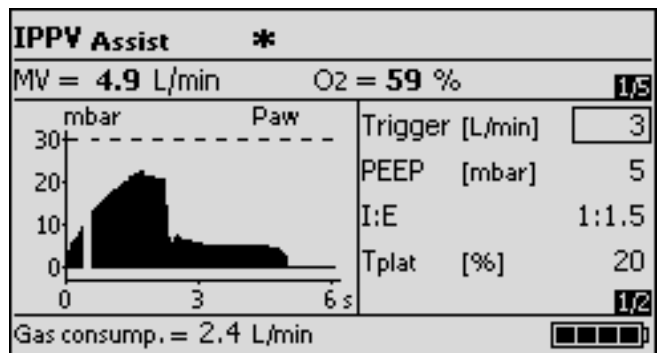 IPPV Assist *
MV = 4.9 L/min O2 = 59 % 1/5
mbar Paw
30
20
10
0
0 3 6 s
Trigger [L/min] 3
PEEP [mbar] 5
I:E 1:1.5
Tplat [%] 20
1/2
Gas consump. = 2.4 L/min